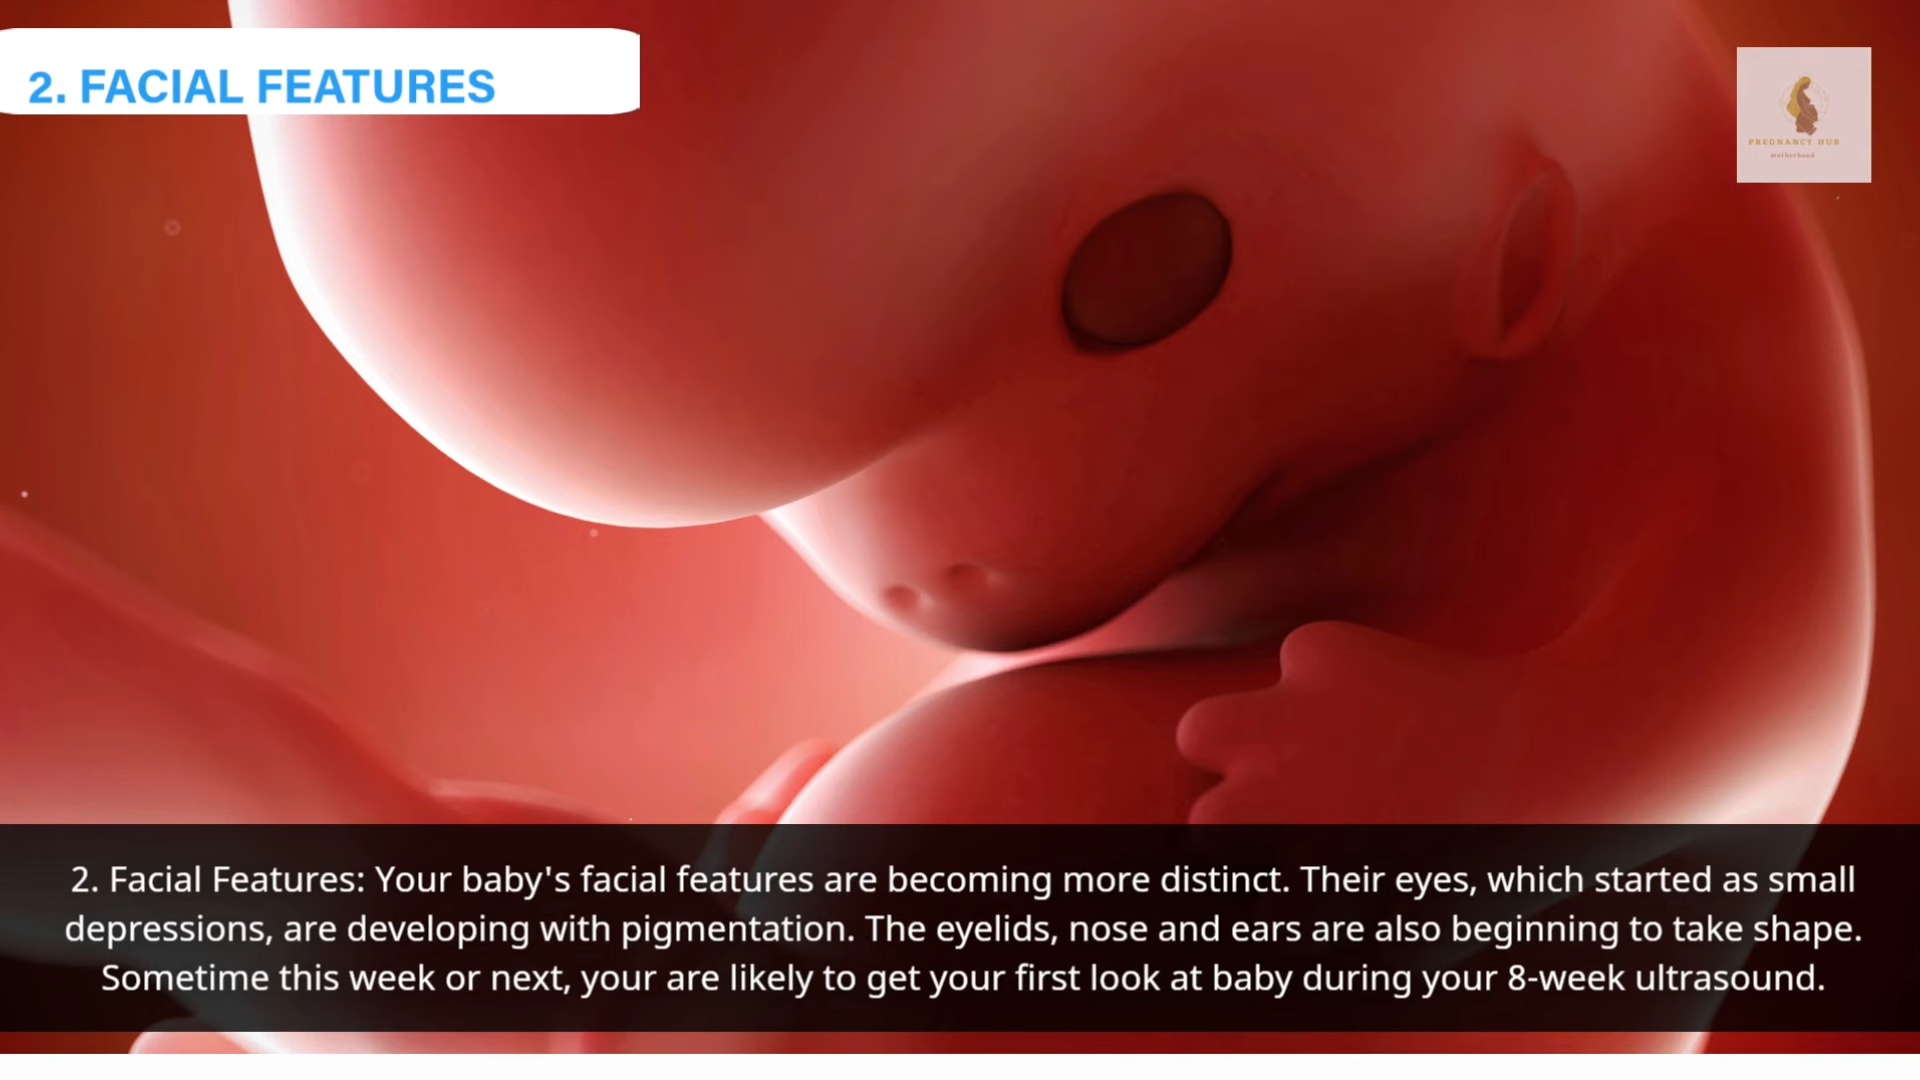 2. FACIAL FEATURES
PREGNANCY HUB
motherhood
2. Facial Features: Your baby's facial features are becoming more distinct. Their eyes, which started as small
depressions, are developing with pigmentation. The eyelids, nose and ears are also beginning to take shape.
Sometime this week or next, your are likely to get your first look at baby during your 8-week ultrasound.